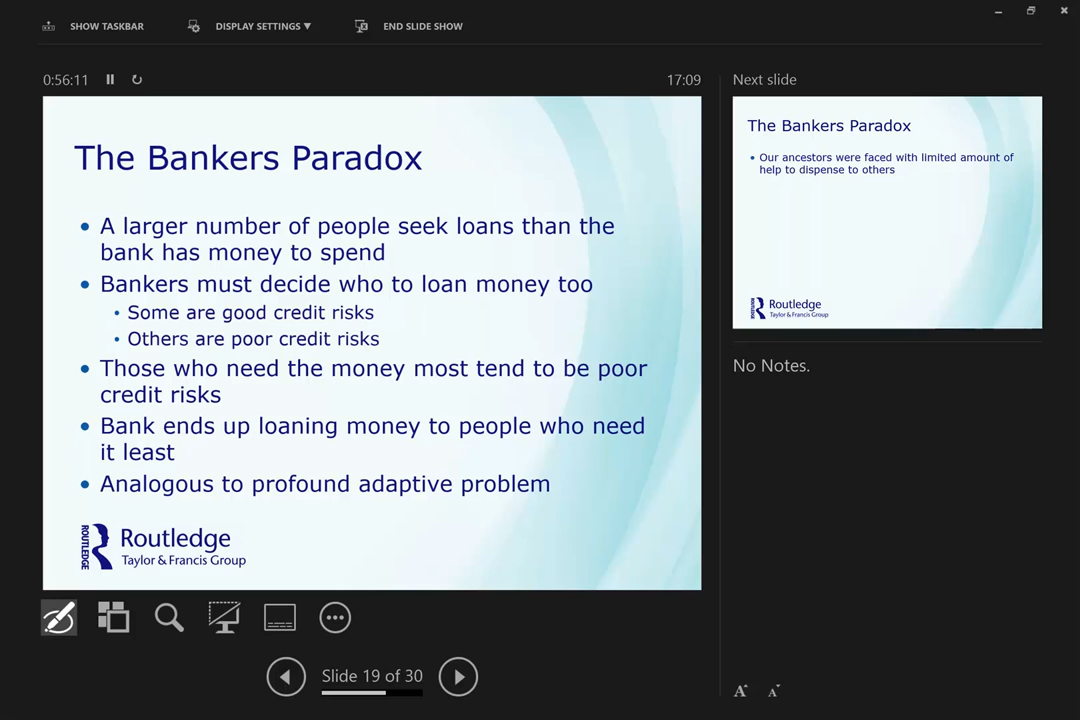 SHOW TASKBAR
DISPLAY SETTINGS ▼
END SLIDE SHOW
0:56:11
17:09
The Bankers Paradox
• A larger number of people seek loans than the
bank has money to spend
• Bankers must decide who to loan money too
• Some are good credit risks
• Others are poor credit risks
• Those who need the money most tend to be poor
credit risks
• Bank ends up loaning money to people who need
it least
• Analogous to profound adaptive problem
ROUTLEDGE
Routledge
Taylor & Francis Group
Slide 19 of 30
Next slide
The Bankers Paradox
• Our ancestors were faced with limited amount of
help to dispense to others
ROUTLEDGE
Routledge
Taylor & Francis Group
No Notes.
A A